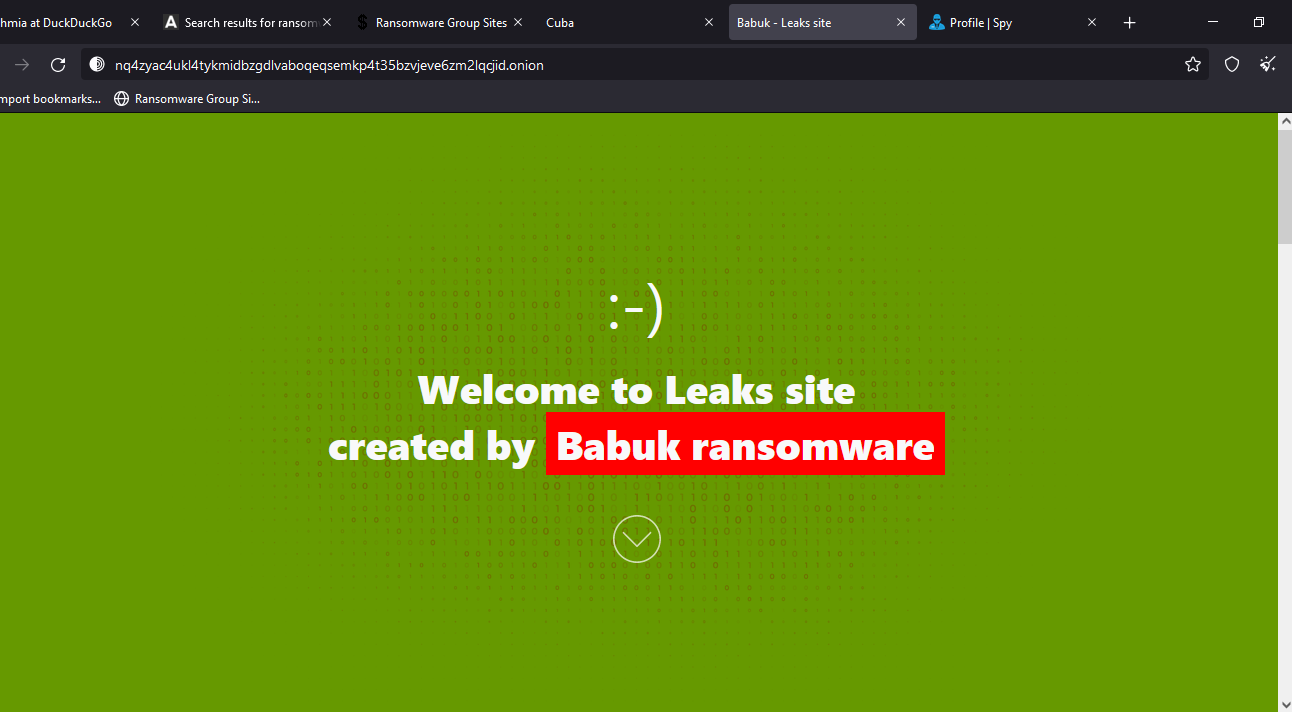 hmia at DuckDuckGo
Search results for ransom
Ransomware Group Sites
Cuba
Babuk - Leaks site
Profile | Spy
nq4zyac4ukl4tykmidbzgdlvaboqeqsemkp4t35bzvjeve6zm2lqcjid.onion
mport bookmarks...
Ransomware Group Si...
:-)
Welcome to Leaks site
created by Babuk ransomware